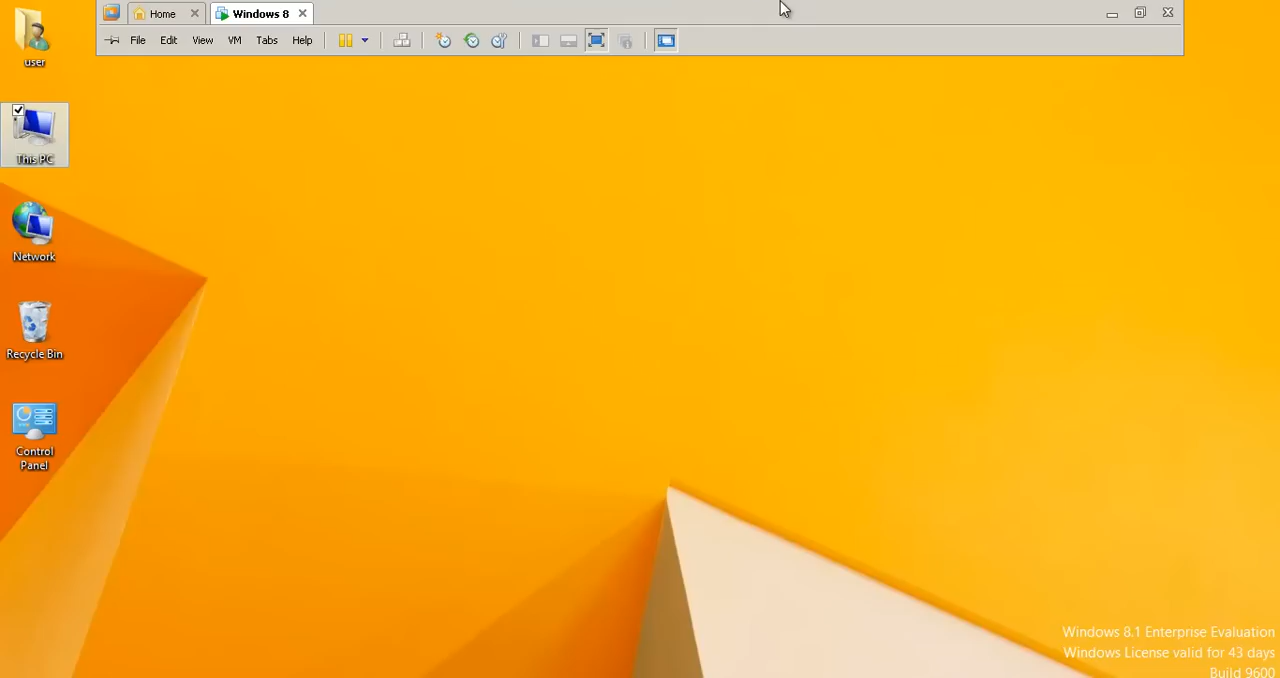 Home
Windows 8
File Edit View VM Tabs Help
user
This PC
Network
Recycle Bin
Control
Panel
Windows 8.1 Enterprise Evaluation
Windows License valid for 43 days
Build 9600